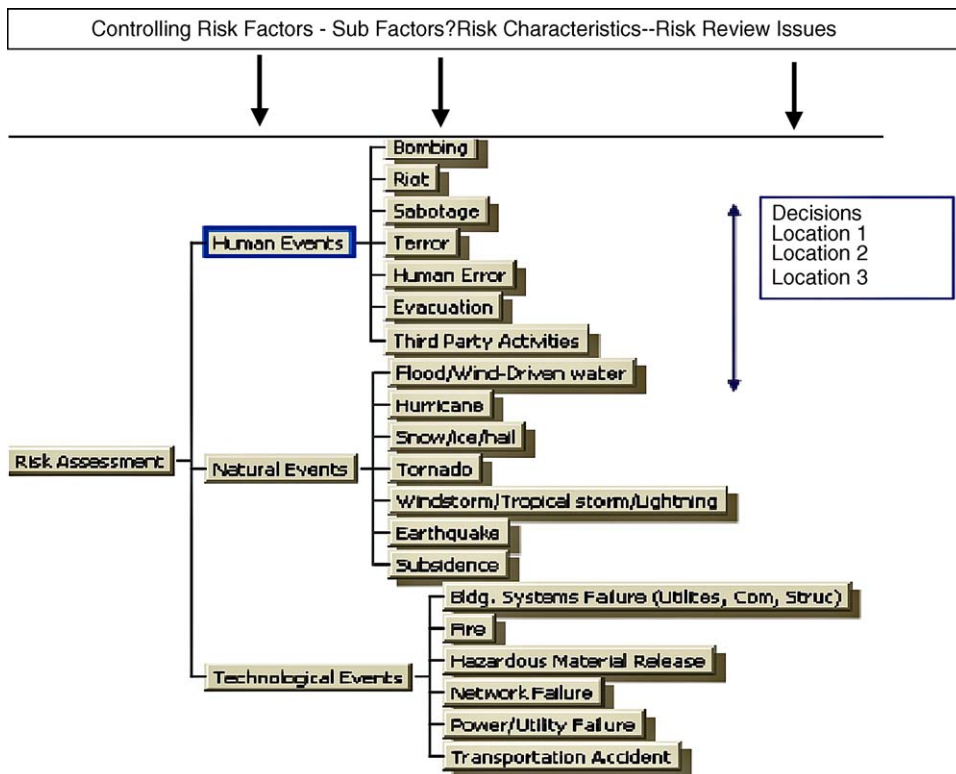 Controlling Risk Factors - Sub Factors?Risk Characteristics--Risk Review Issues
Bombing
Riot
Sabotage
Human Events
Terror
Human Error
Evacuation
Third Party Activities
Decisions
Location 1
Location 2
Location 3
Flood/Wind-Driven water
Hurricane
Snow/Ice/hail
Risk Assessment
Natural Events
Tornado
Windstorm/Tropical storm/Lightning
Earthquake
Subsidence
Bldg. Systems Failure (Utilites, Com, Struc)
Fire
Hazardous Material Release
Technological Events
Network Failure
Power/Utility Failure
Transportation Accident